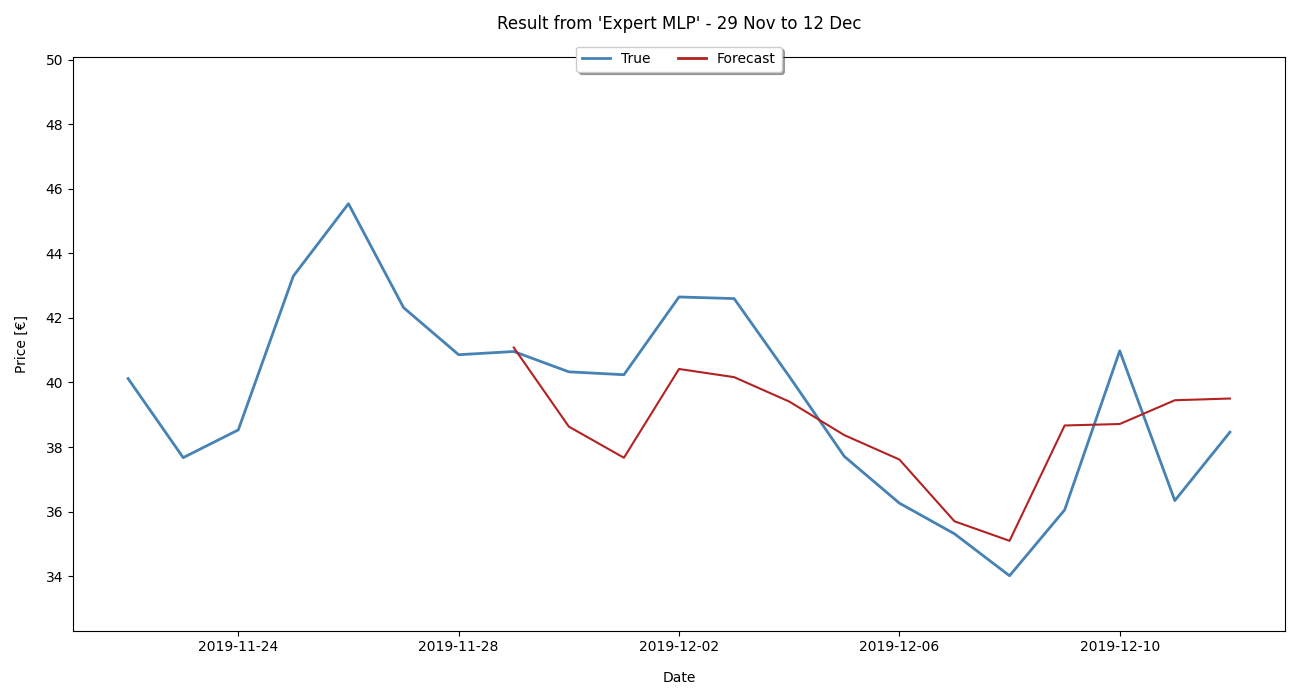 Result from 'Expert MLP' - 29 Nov to 12 Dec
True Forecast
50
48
46
44
42
40
38
36
34
Price [€]
2019-11-24 2019-11-28 2019-12-02 2019-12-06 2019-12-10
Date